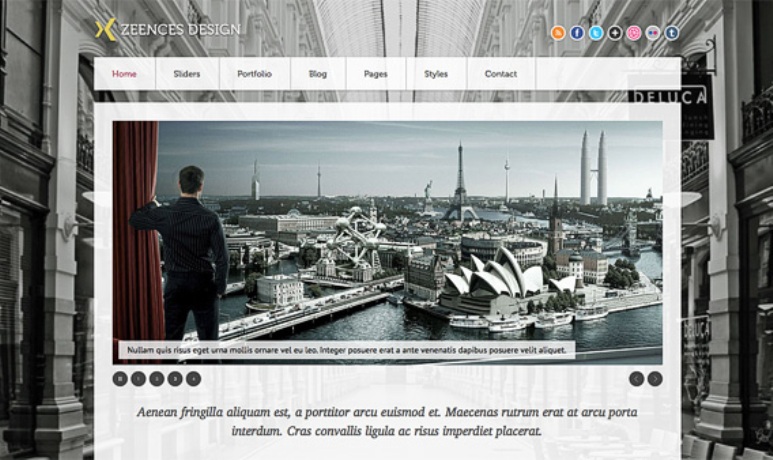 ZEENCES DESIGN
Home Sliders Portfolio Blog Pages Styles Contact
DELUCA
Nullam quis risus eget urna mollis ornare vel eu leo. Integer posuere erat a ante venenatis dapibus posuere velit aliquet.
Aenean fringilla aliquam est, a porttitor arcu euismod et. Maecenas rutrum erat at arcu porta
interdum. Cras convallis ligula ac risus imperdiet placerat.